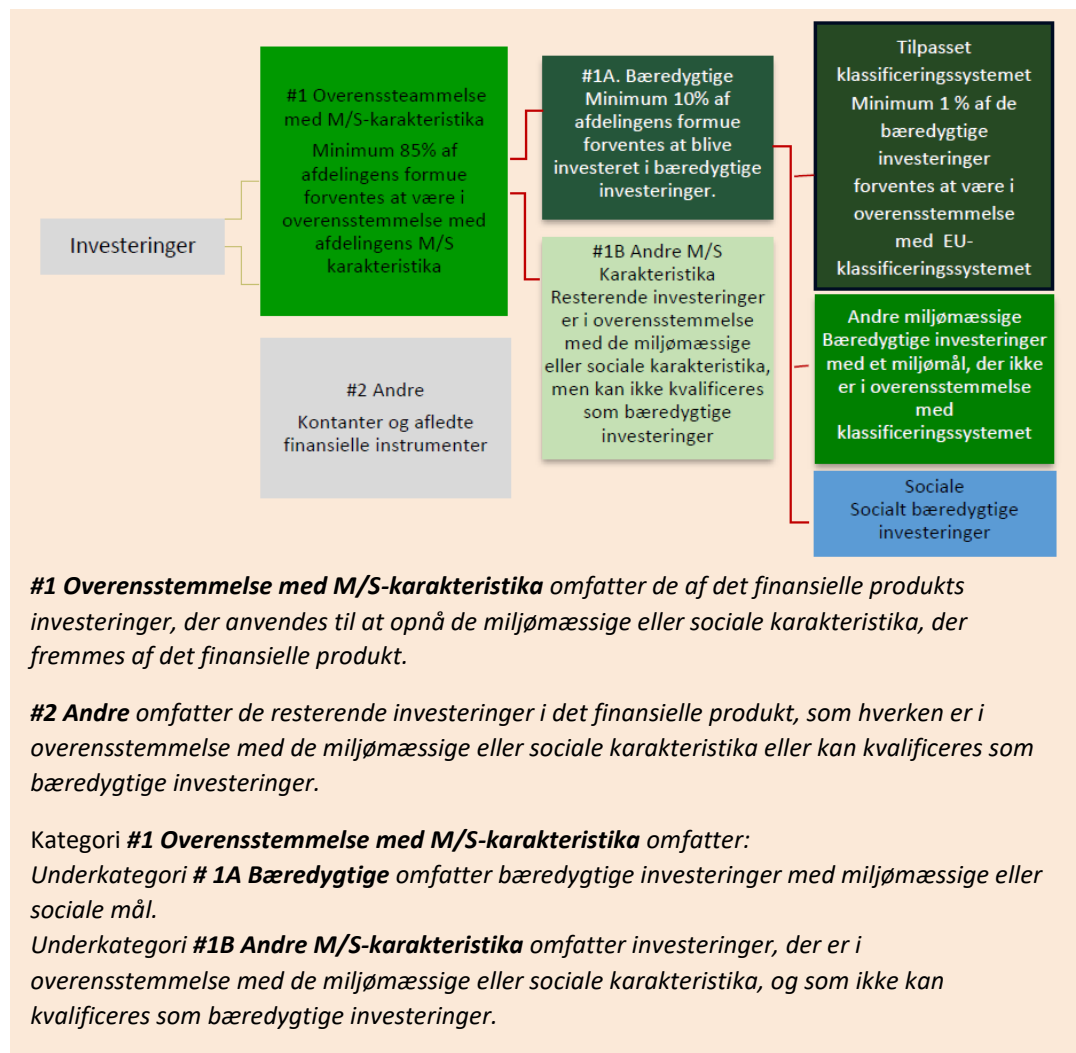 Investeringer
#1 Overenssteammelse
med M/S-karakteristika
Minimum 85% af
afdelingens formue
forventes at være i
overensstemmelse med
afdelingens M/S
karakteristika
#2 Andre
Kontanter og afledte
finansielle instrumenter
#1A. Bæredygtige
Minimum 10% af
afdelingens formue
forventes at blive
investeret i bæredygtige
investeringer.
#1B Andre M/S
Karakteristika
Resterende investeringer
er i overensstemmelse
med de miljømæssige
eller sociale karakteristika,
men kan ikke kvalificeres
som bæredygtige
investeringer
Tilpasset
klassificeringssystemet
Minimum 1 % af de
bæredygtige
investeringer
forventes at være i
overensstemmelse
med EU-
klassificeringssystemet
Andre miljømæssige
Bæredygtige investeringer
med et miljømål, der ikke
er i overensstemmelse
med
klassificeringssystemet
Sociale
Socialt bæredygtige
investeringer
#1 Overensstemmelse med M/S-karakteristika omfatter de af det finansielle produkts
investeringer, der anvendes til at opnå de miljømæssige eller sociale karakteristika, der
fremmes af det finansielle produkt.
#2 Andre omfatter de resterende investeringer i det finansielle produkt, som hverken er i
overensstemmelse med de miljømæssige eller sociale karakteristika eller kan kvalificeres som
bæredygtige investeringer.
Kategori #1 Overensstemmelse med M/S-karakteristika omfatter:
Underkategori # 1A Bæredygtige omfatter bæredygtige investeringer med miljømæssige eller
sociale mål.
Underkategori #1B Andre M/S-karakteristika omfatter investeringer, der er i
overensstemmelse med de miljømæssige eller sociale karakteristika, og som ikke kan
kvalificeres som bæredygtige investeringer.